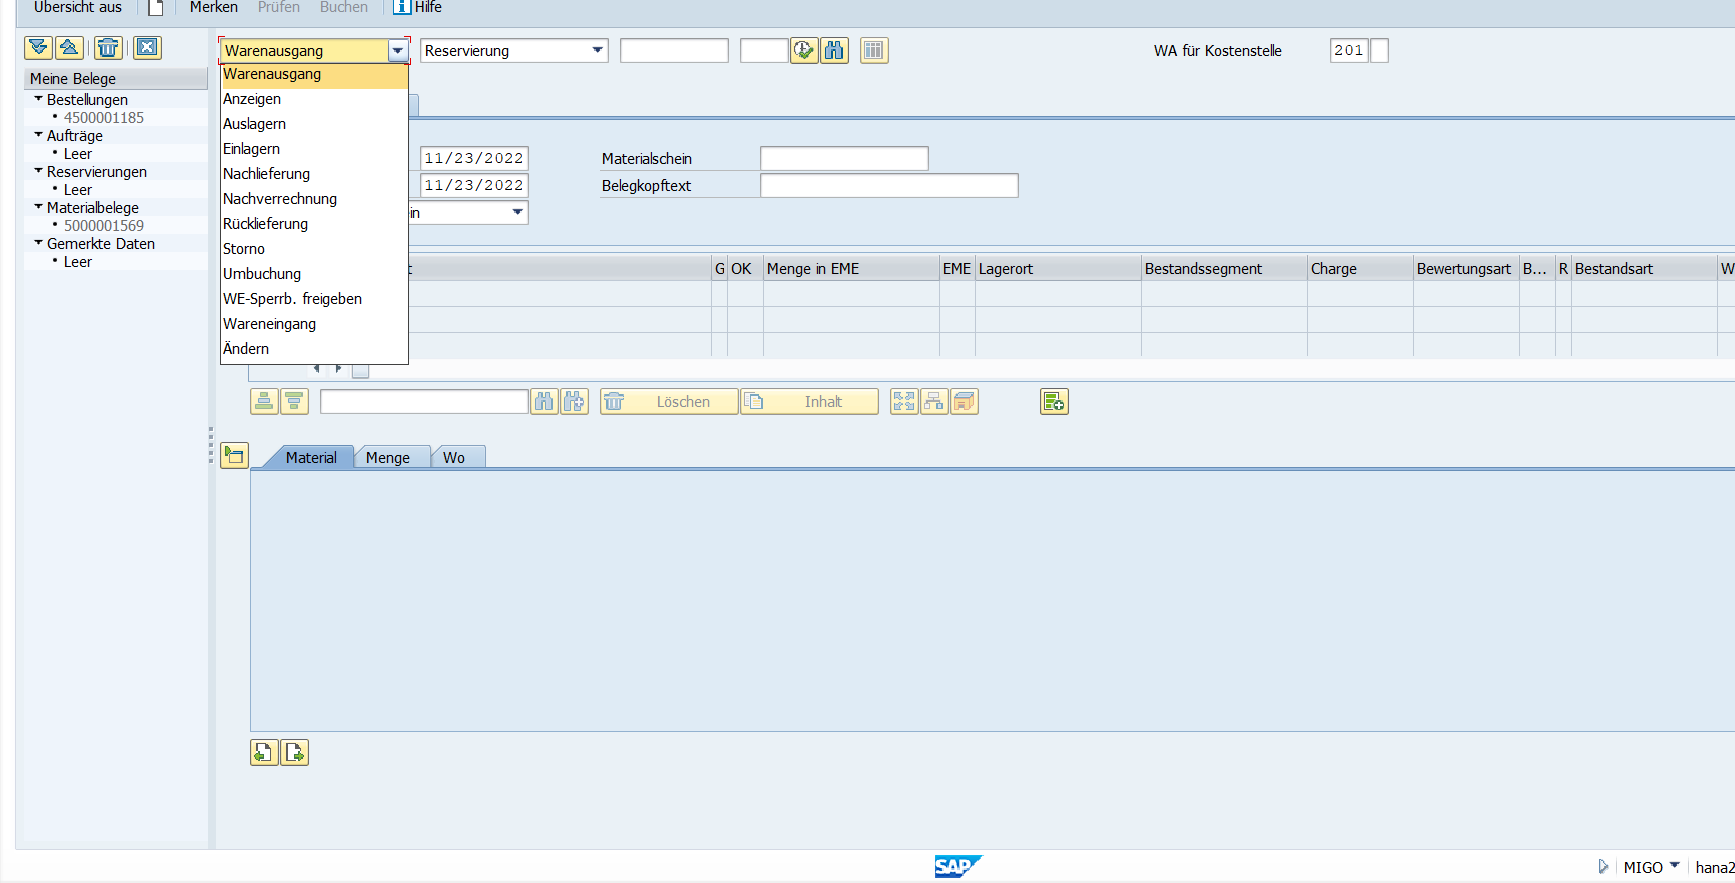 Übersicht aus Merken Prüfen Buchen Hilfe
Warenausgang Reservierung WA für Kostenstelle 201
Meine Belege
Bestellungen
4500001185
Aufträge
Leer
Reservierungen
Leer
Materialbelege
5000001569
Gemerkte Daten
Leer
Warenausgang
Anzeigen
Auslagern
Einlagern
Nachlieferung
Nachverrechnung
Rücklieferung
Storno
Umbuchung
WE-Sperrb. freigeben
Wareneingang
Ändern
11/23/2022 Materialschein
11/23/2022 Belegkopftext
in
t G OK Menge in EME EME Lagerort Bestandssegment Charge Bewertungsart B... R Bestandsart W
Löschen Inhalt
Material Menge Wo
SAP MIGO hana2